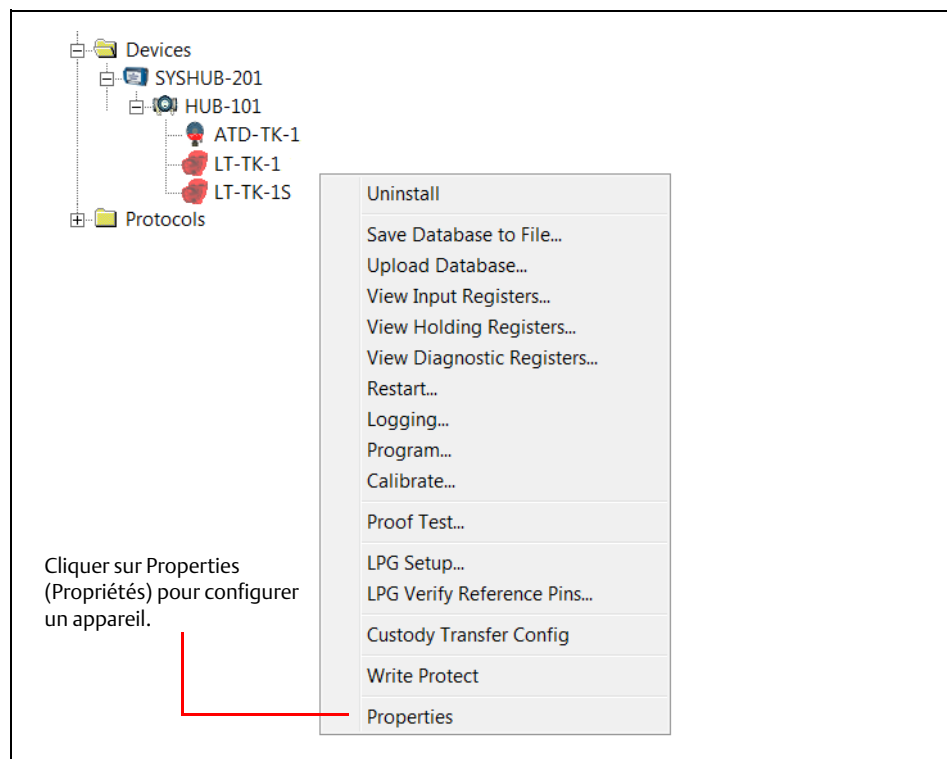 Devices
SYSHUB-201
HUB-101
ATD-TK-1
LT-TK-1
LT-TK-1S
Protocols
Uninstall
Save Database to File...
Upload Database...
View Input Registers...
View Holding Registers...
View Diagnostic Registers...
Restart...
Logging...
Program...
Calibrate...
Proof Test...
LPG Setup...
LPG Verify Reference Pins...
Custody Transfer Config
Write Protect
Properties
Cliquer sur Properties
(Propriétés) pour configurer
un appareil.